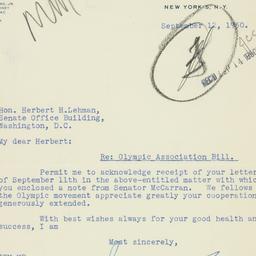 NEW YORK 5, N.Y.
September 12, 1950.
Hon. Herbert H.Lehman,
Senate Office Building,
Washington, D.C.
My dear Herbert:
Re: Olympic Association Bill.
Permit me to acknowledge receipt of your letter
of September 11th in the above-entitled matter with which
you enclosed a note from Senator McCarran. We fellows
the Olympic movement appreciate greatly your cooperation
generously extended.
With best wishes always for your good health and
success, I am
Most sincerely,